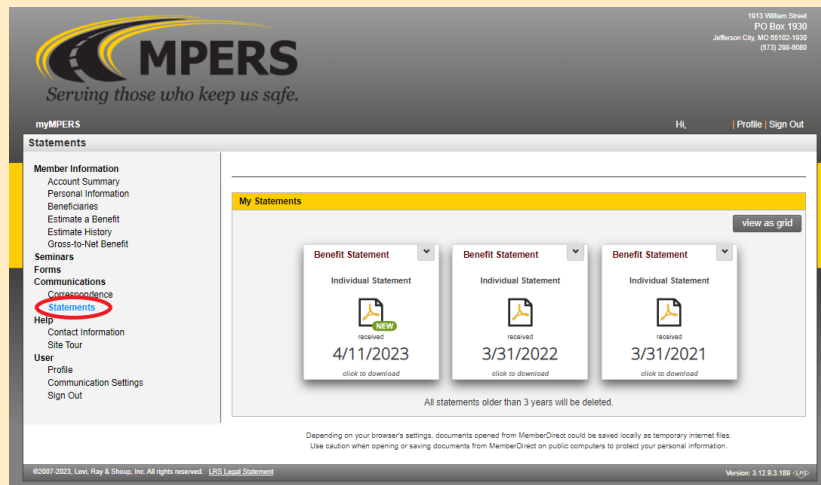 1913 William Street
PO Box 1930
Jefferson City, MO 65102-1930
(573) 298-6080
MPERS
Serving those who keep us safe.
myMPERS
Hi, | Profile | Sign Out
Statements
Member Information
Account Summary
Personal Information
Beneficiaries
Estimate a Benefit
Estimate History
Gross-to-Net Benefit
Seminars
Forms
Communications
Correspondence
Statements
Help
Contact Information
Site Tour
User
Profile
Communication Settings
Sign Out
My Statements
view as grid
Benefit Statement
Individual Statement
NEW
received
4/11/2023
click to download
Benefit Statement
Individual Statement
received
3/31/2022
click to download
Benefit Statement
Individual Statement
received
3/31/2021
click to download
All statements older than 3 years will be deleted.
Depending on your browser's settings, documents opened from MemberDirect could be saved locally as temporary internet files.
Use caution when opening or saving documents from MemberDirect on public computers to protect your personal information.
©2007-2023, Levi, Ray & Shoup, Inc. All rights reserved. LRS Legal Statement
Version: 3.12.9.3.189 LRS